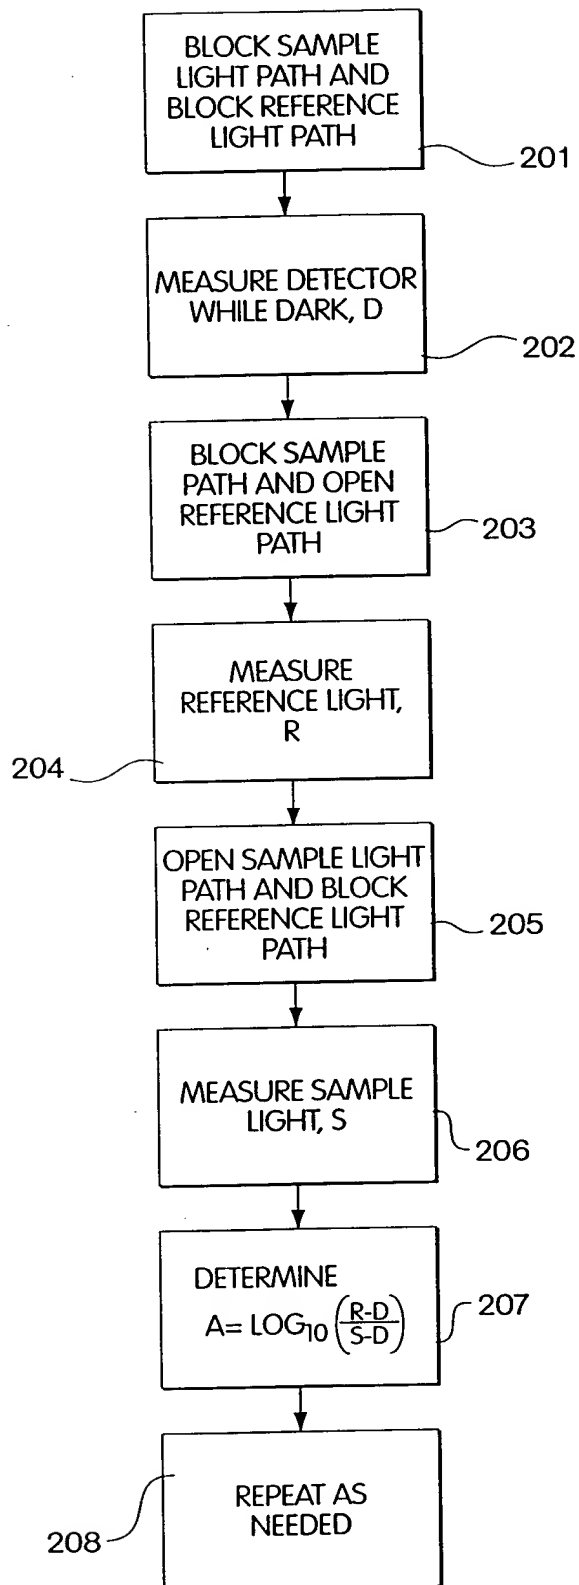 BLOCK SAMPLE
LIGHT PATH AND
BLOCK REFERENCE
LIGHT PATH
201
MEASURE DETECTOR
WHILE DARK, D
202
BLOCK SAMPLE
PATH AND OPEN
REFERENCE LIGHT
PATH
203
MEASURE
REFERENCE LIGHT,
R
204
OPEN SAMPLE LIGHT
PATH AND BLOCK
REFERENCE LIGHT
PATH
205
MEASURE SAMPLE
LIGHT, S
206
DETERMINE
A= LOG₁₀ (R-D/S-D)
207
REPEAT AS
NEEDED
208